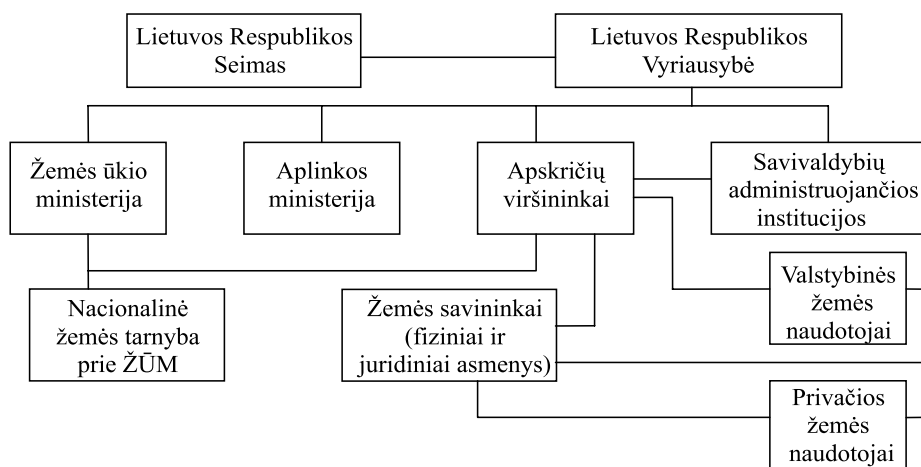 Lietuvos Respublikos
Seimas
Lietuvos Respublikos
Vyriausybė
Žemės ūkio
ministerija
Aplinkos
ministerija
Apskričių
viršininkai
Savivaldybių
administruojančios
institucijos
Nacionalinė
žemės tarnyba
prie ŽŪM
Žemės savininkai
(fiziniai ir
juridiniai asmenys)
Valstybinės
žemės
naudotojai
Privačios
žemės
naudotojai